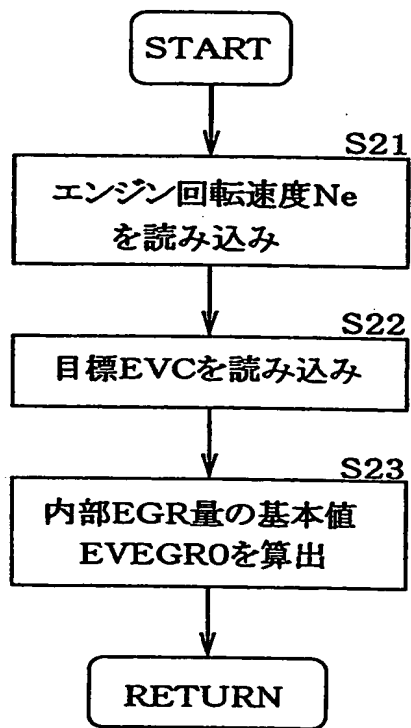 START
S21
エンジン回転速度Ne
を読み込み
S22
目標EVCを読み込み
S23
内部EGR量の基本値
EVEGR0を算出
RETURN